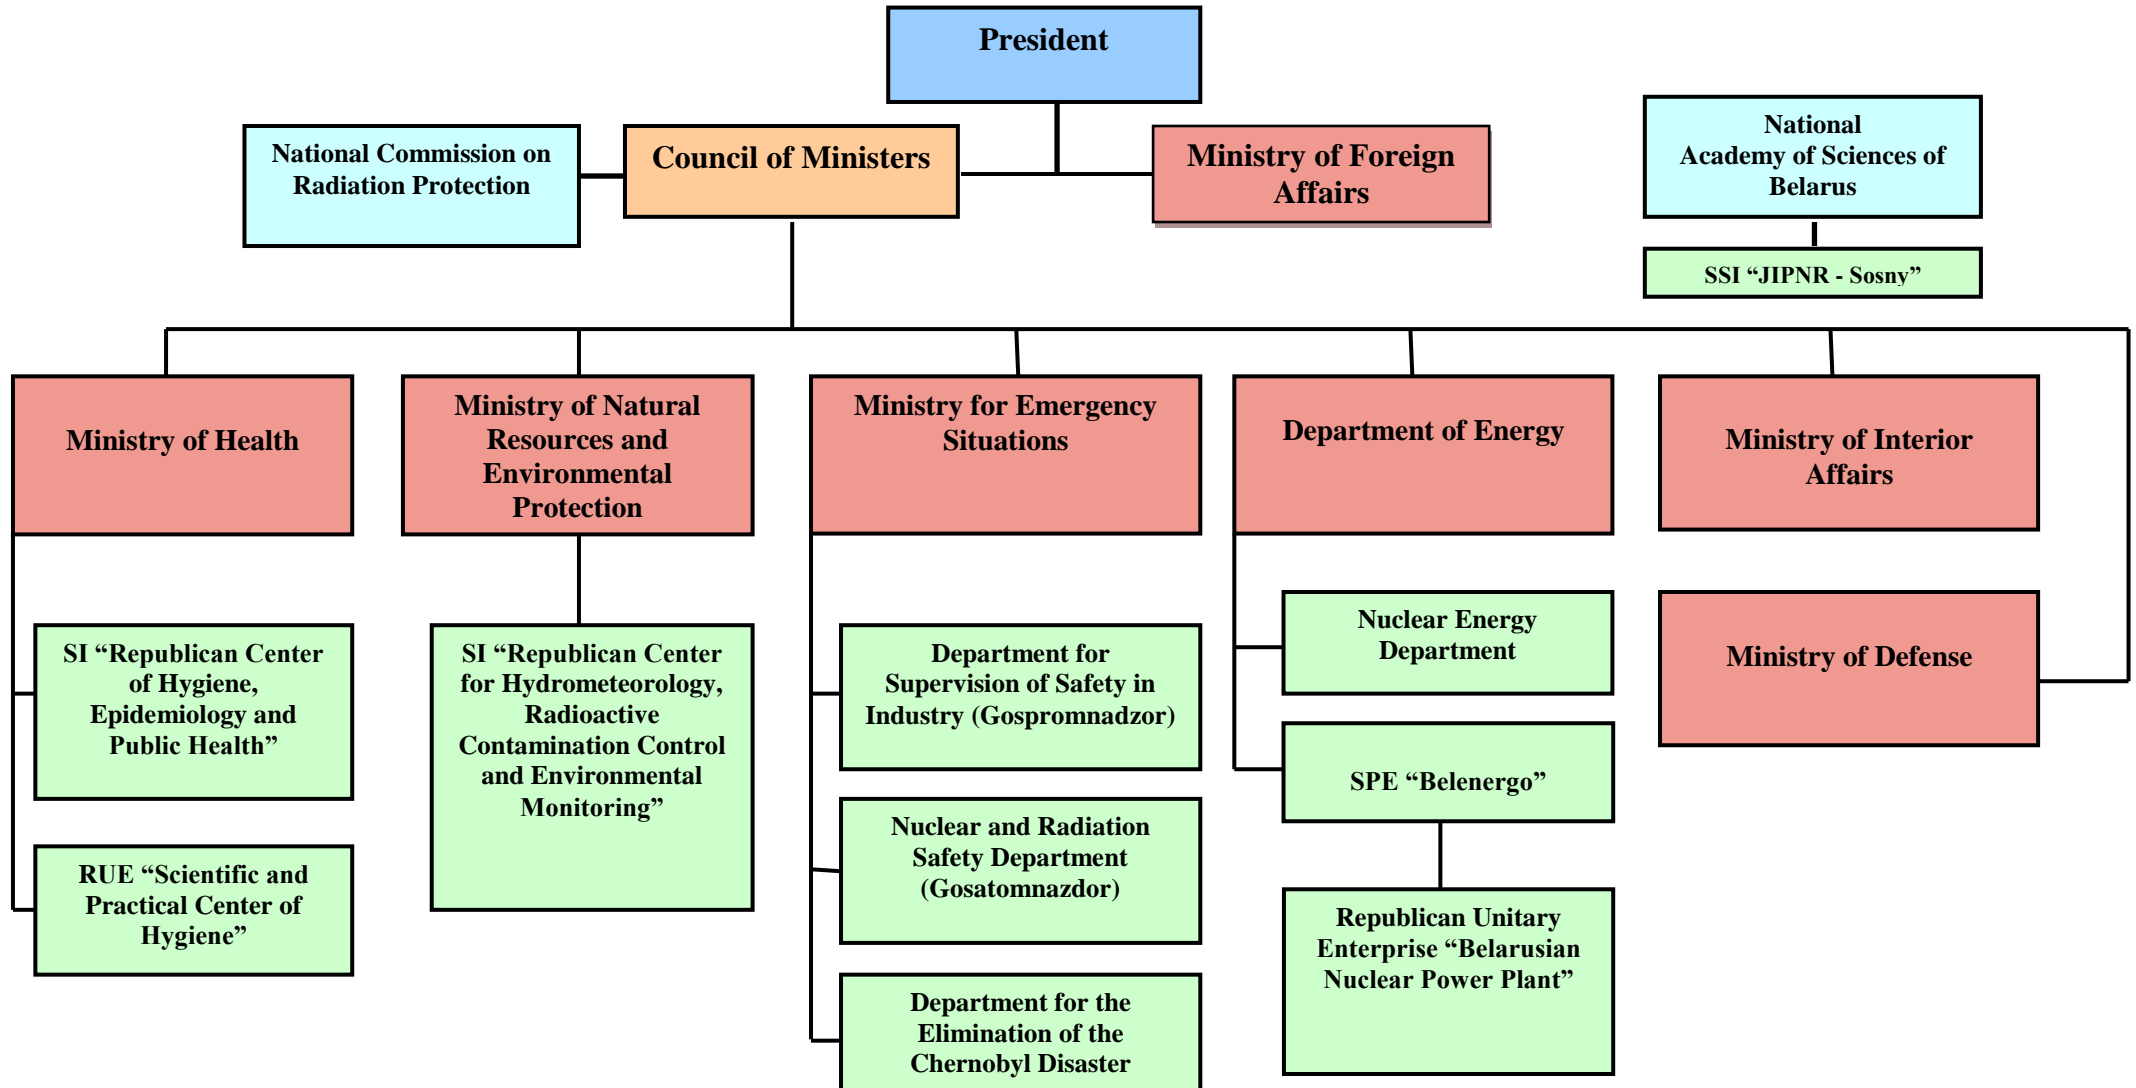 President
National Commission on
Radiation Protection
Council of Ministers
Ministry of Foreign
Affairs
National
Academy of Sciences of
Belarus
SSI “JIPNR - Sosny”
Ministry of Health
Ministry of Natural
Resources and
Environmental
Protection
Ministry for Emergency
Situations
Department of Energy
Ministry of Interior
Affairs
SI “Republican Center
of Hygiene,
Epidemiology and
Public Health”
RUE “Scientific and
Practical Center of
Hygiene”
SI “Republican Center
for Hydrometeorology,
Radioactive
Contamination Control
and Environmental
Monitoring”
Department for
Supervision of Safety in
Industry (Gospromnadzor)
Nuclear and Radiation
Safety Department
(Gosatomnazdor)
Department for the
Elimination of the
Chernobyl Disaster
Nuclear Energy
Department
SPE “Belenergo”
Republican Unitary
Enterprise “Belarusian
Nuclear Power Plant”
Ministry of Defense